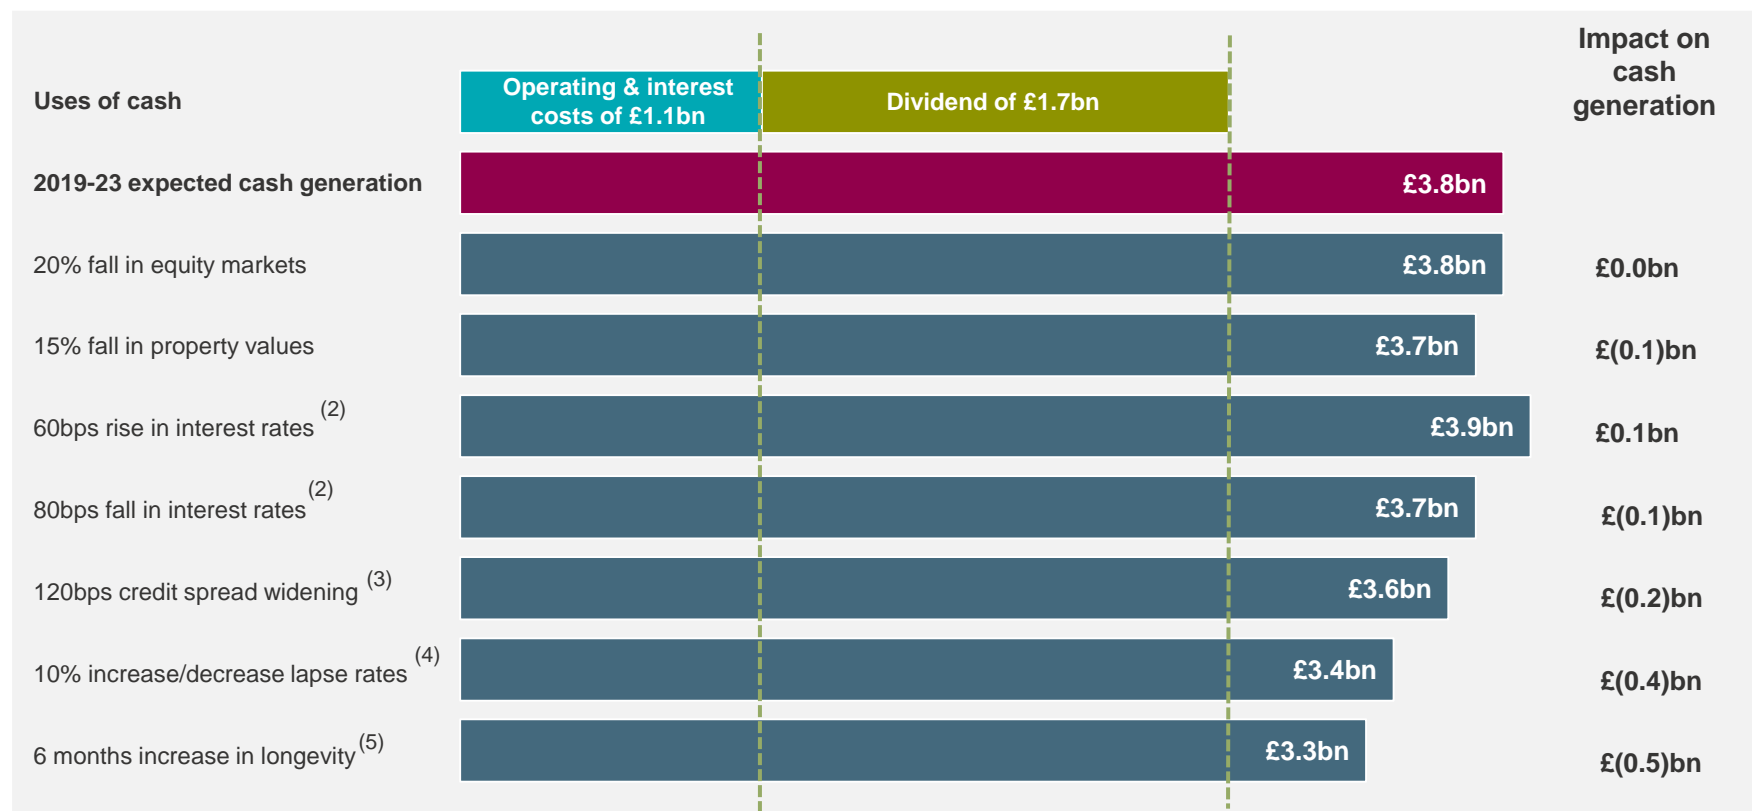 Impact on
cash
generation
Uses of cash
Operating & interest
costs of £1.1bn
Dividend of £1.7bn
2019-23 expected cash generation
£3.8bn
20% fall in equity markets
£3.8bn
£0.0bn
15% fall in property values
£3.7bn
£(0.1)bn
60bps rise in interest rates (2)
£3.9bn
£0.1bn
80bps fall in interest rates (2)
£3.7bn
£(0.1)bn
120bps credit spread widening (3)
£3.6bn
£(0.2)bn
10% increase/decrease lapse rates (4)
£3.4bn
£(0.4)bn
6 months increase in longevity (5)
£3.3bn
£(0.5)bn